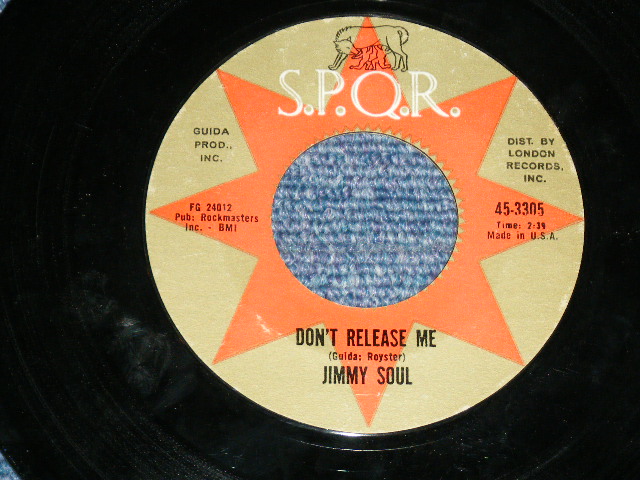 S.P.Q.R.
GUIDA
PROD.,
INC.
DIST. BY
LONDON
RECORDS,
INC.
FG 24012
Pub: Rockmasters
Inc. - BMI
45-3305
Time: 2:39
Made in U.S.A.
DON'T RELEASE ME
(Guida; Royster)
JIMMY SOUL